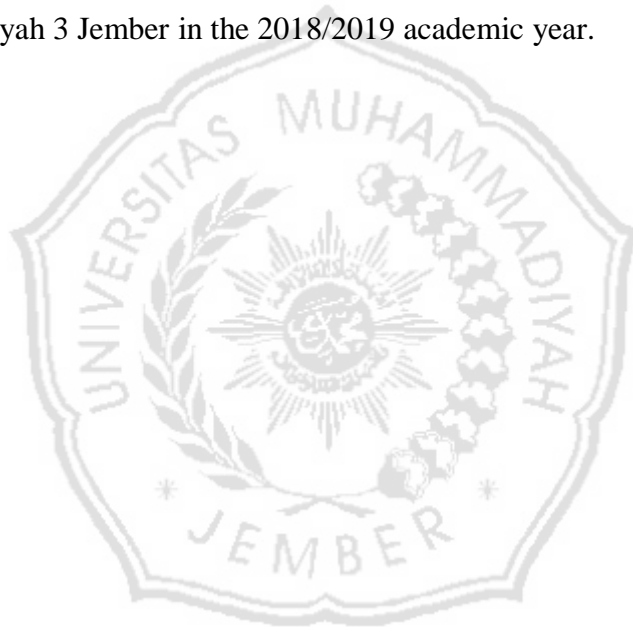 yah 3 Jember in the 2018/2019 academic year.
UNIVERSITAS MUHAMMADIYAH
JEMBER